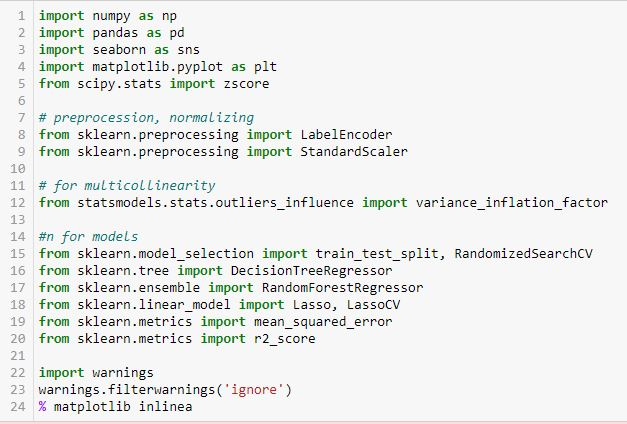 1 import numpy as np
2 import pandas as pd
3 import seaborn as sns
4 import matplotlib.pyplot as plt
5 from scipy.stats import zscore
6
7 # preprocession, normalizing
8 from sklearn.preprocessing import LabelEncoder
9 from sklearn.preprocessing import StandardScaler
10
11 # for multicollinearity
12 from statsmodels.stats.outliers_influence import variance_inflation_factor
13
14 #n for models
15 from sklearn.model_selection import train_test_split, RandomizedSearchCV
16 from sklearn.tree import DecisionTreeRegressor
17 from sklearn.ensemble import RandomForestRegressor
18 from sklearn.linear_model import Lasso, LassoCV
19 from sklearn.metrics import mean_squared_error
20 from sklearn.metrics import r2_score
21
22 import warnings
23 warnings.filterwarnings('ignore')
24 % matplotlib inlinea